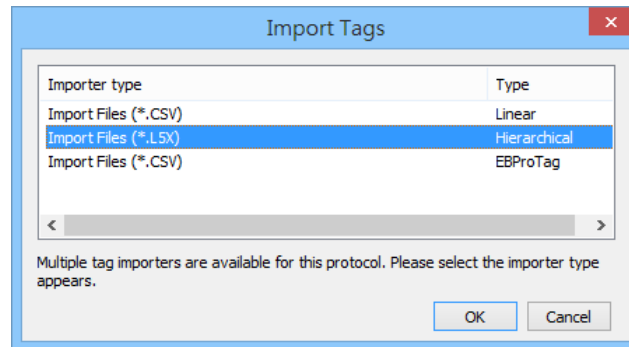 Import Tags
Importer type Type
Import Files (*.CSV) Linear
Import Files (*.L5X) Hierarchical
Import Files (*.CSV) EBProTag
Multiple tag importers are available for this protocol. Please select the importer type
appears.
OK Cancel